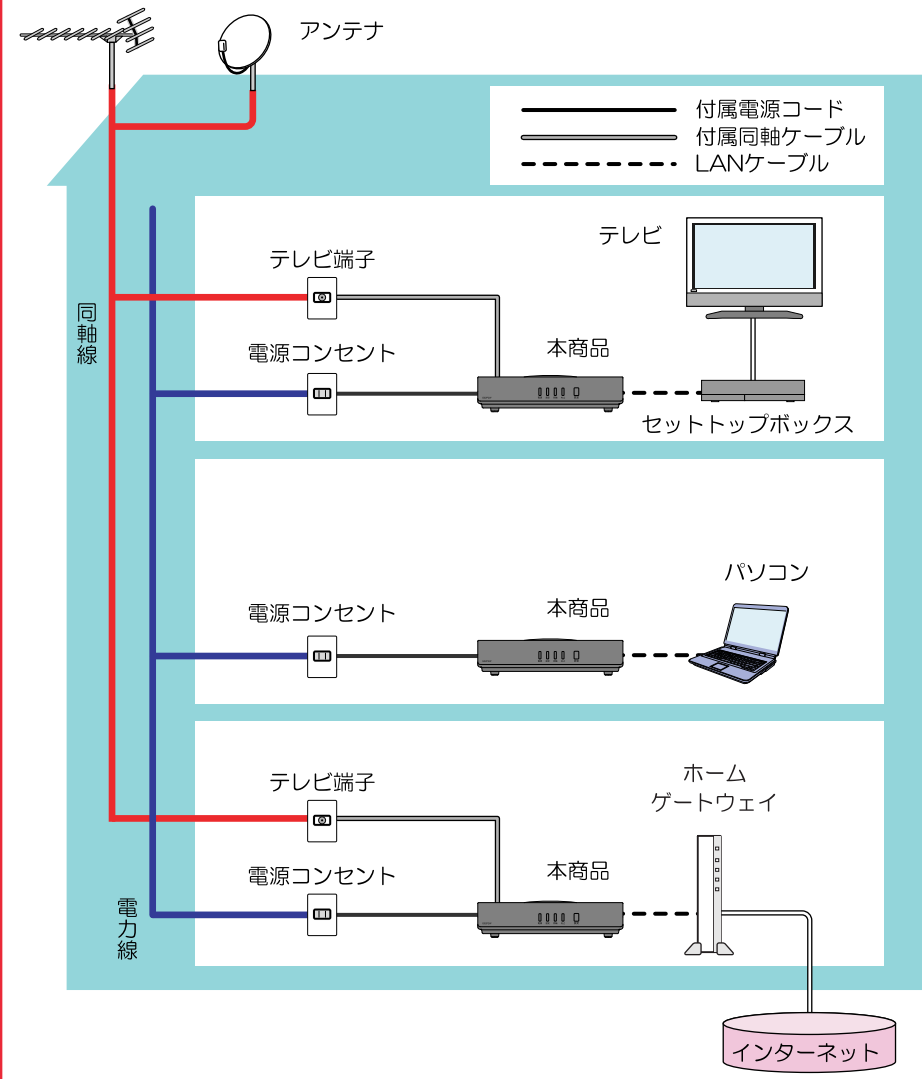 アンテナ
付属電源コード
付属同軸ケーブル
LANケーブル
テレビ
テレビ端子
同軸線
電源コンセント
本商品
セットトップボックス
パソコン
電源コンセント
本商品
ホーム
ゲートウェイ
テレビ端子
電源コンセント
本商品
電力線
インターネット